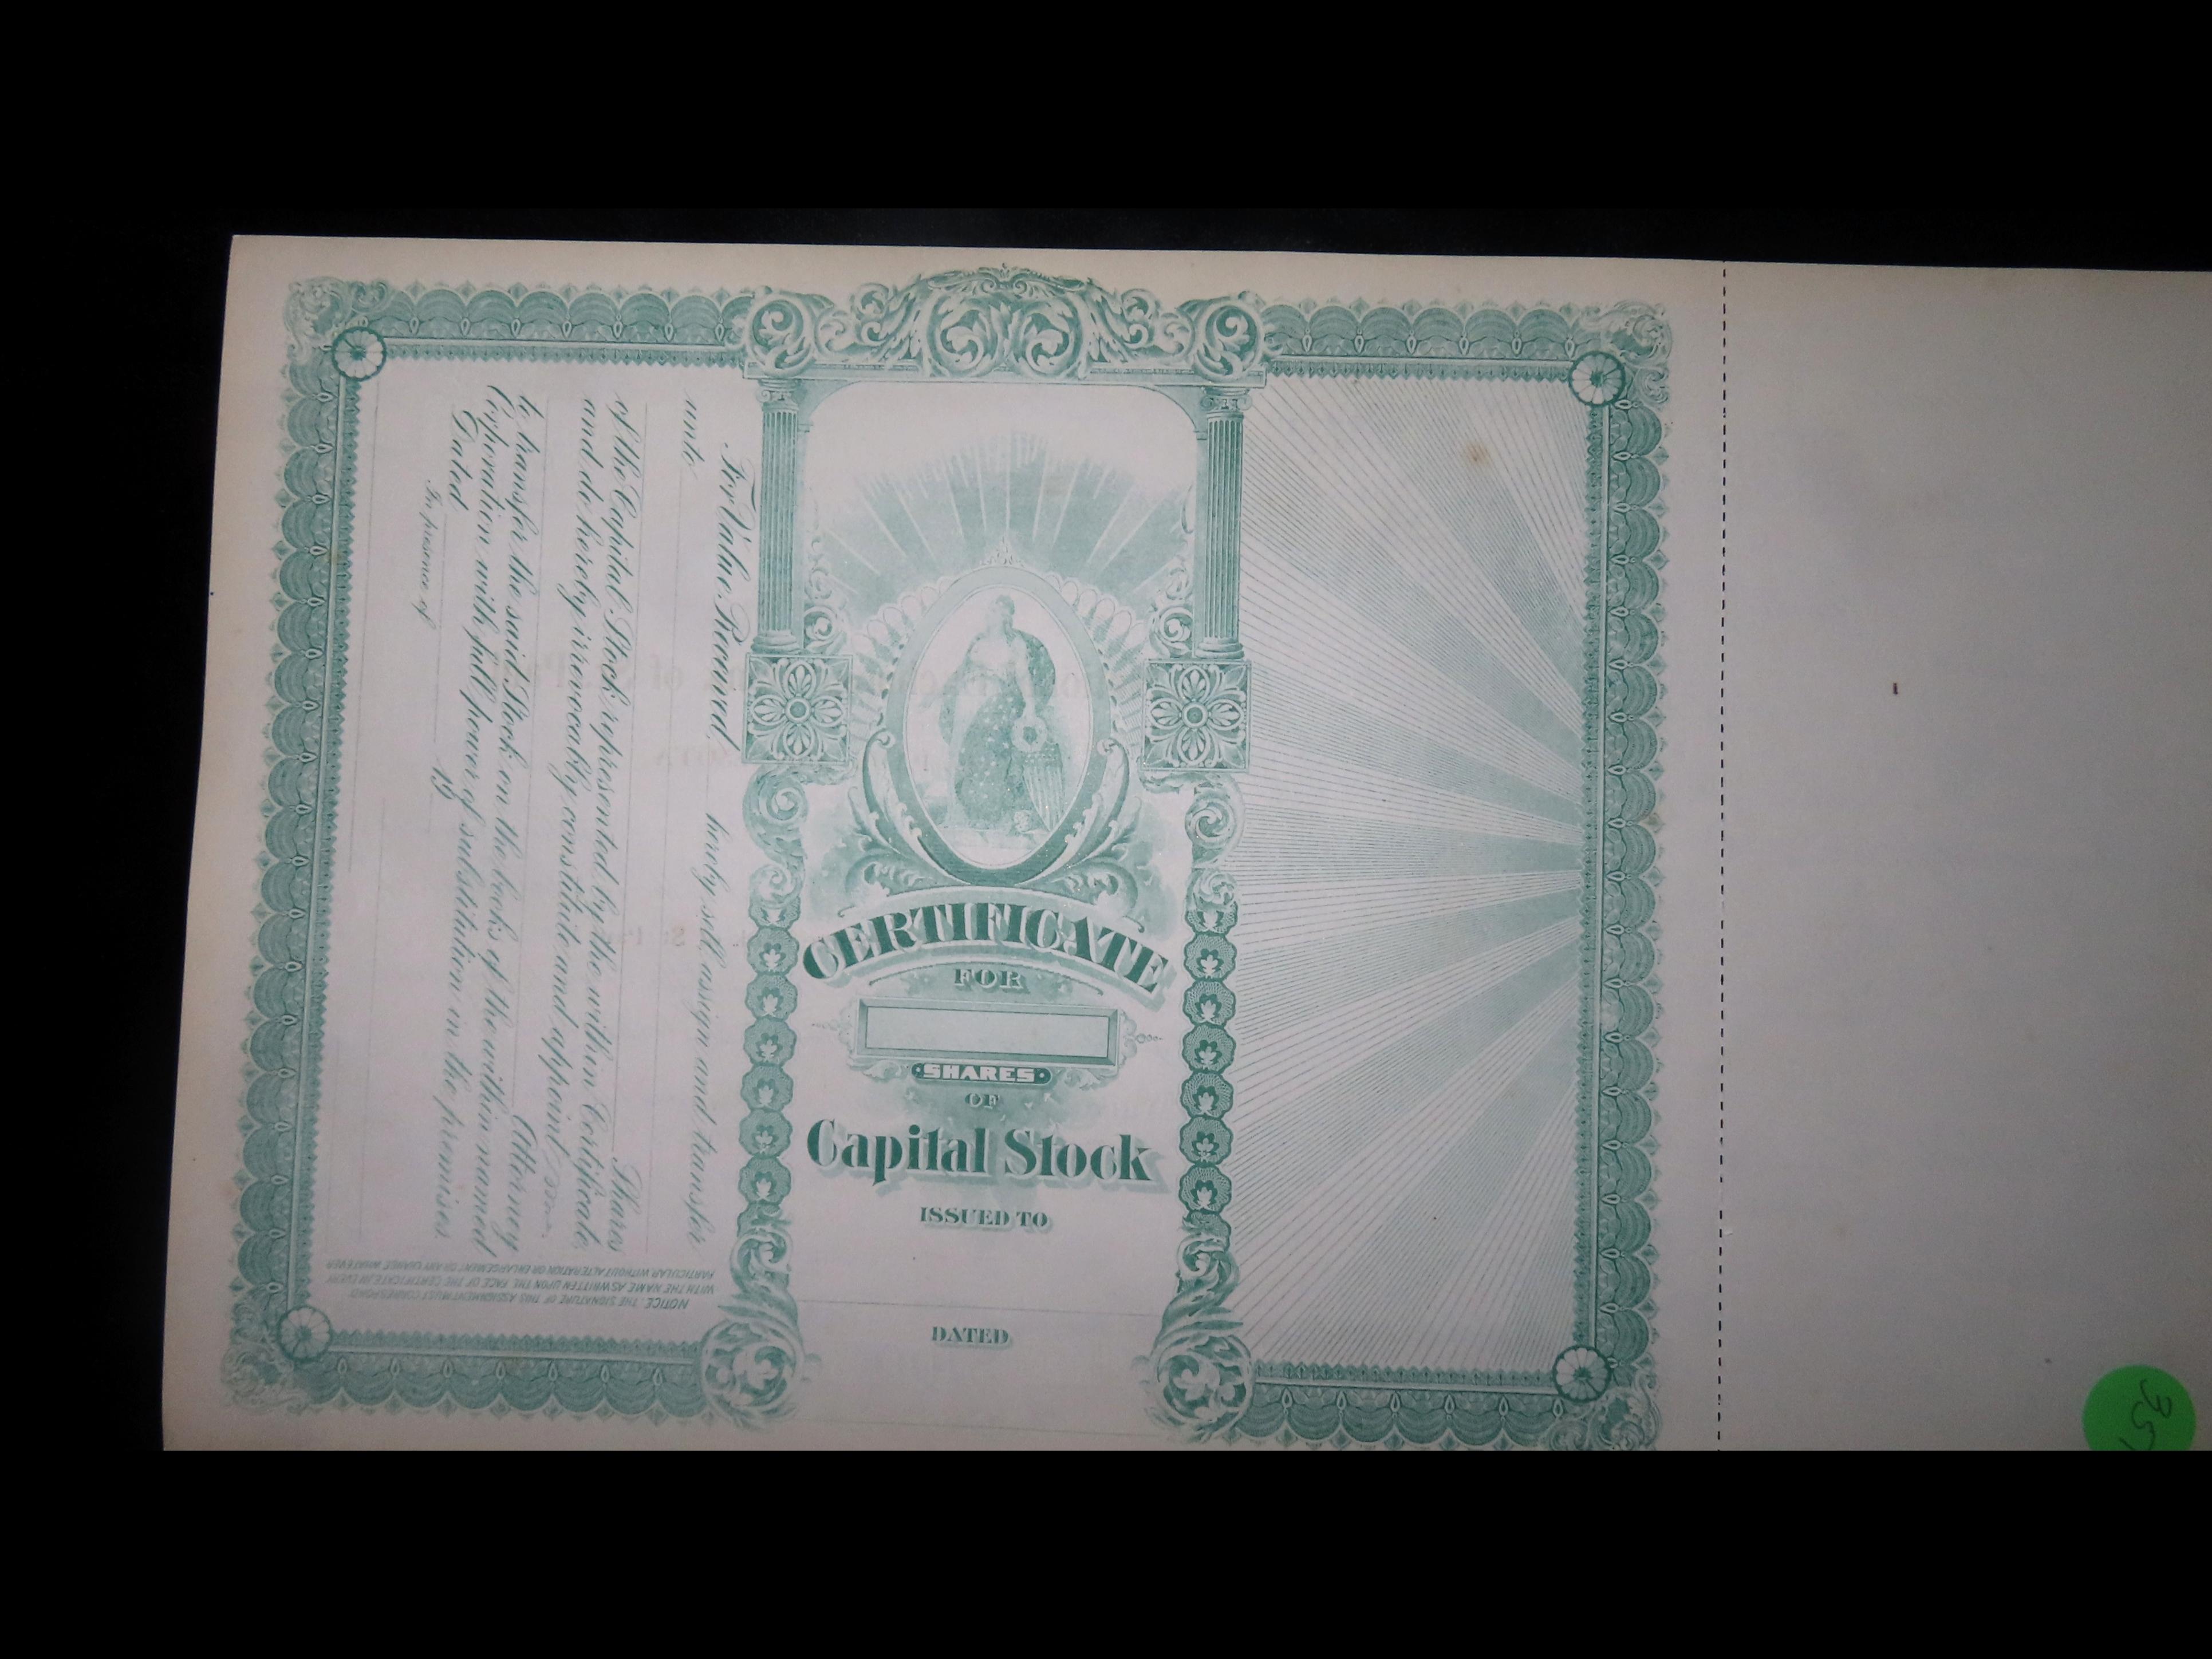 CERTIFICATE
FOR
SHARES
OF
Capital Stock
ISSUED TO
DATED
For Value Received, hereby sell, assign and transfer
unto
Shares
of the Capital Stock represented by the within Certificate,
and do hereby irrevocably constitute and appoint
Attorney
to transfer the said Stock on the books of the within named
Corporation with full power of substitution in the premises.
Dated 19
In presence of
NOTICE, THE SIGNATURE OF THIS ASSIGNMENT MUST CORRESPOND
WITH THE NAME AS WRITTEN UPON THE FACE OF THE CERTIFICATE, IN EVERY
PARTICULAR WITHOUT ALTERATION OR ENLARGEMENT OR ANY CHANGE WHATEVER